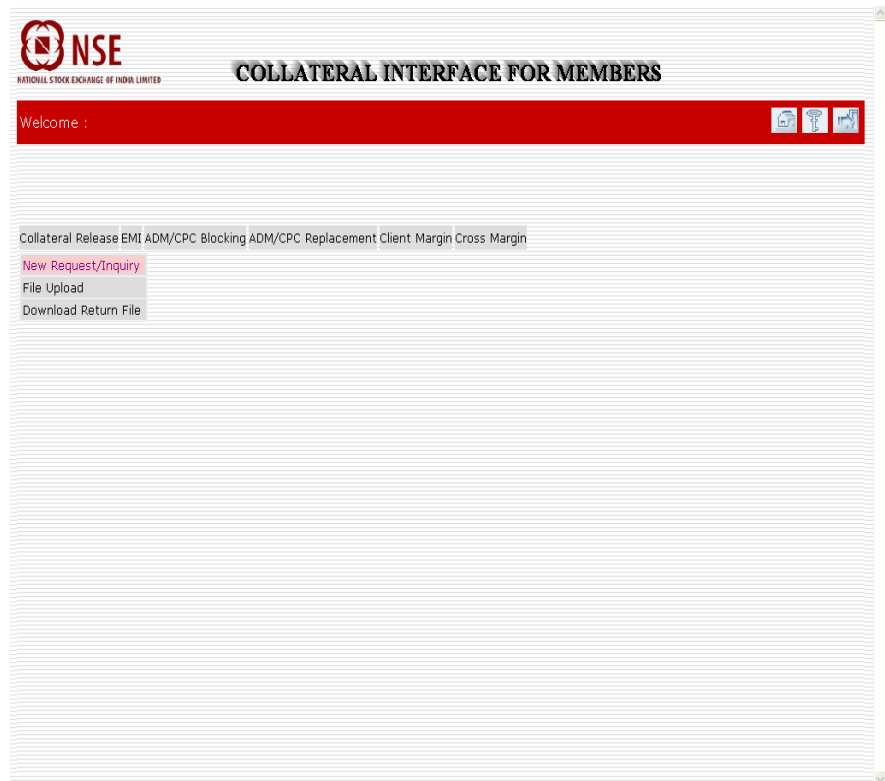 NSE
NATIONAL STOCK EXCHANGE OF INDIA LIMITED
COLLATERAL INTERFACE FOR MEMBERS
Welcome :
Collateral Release EMI ADM/CPC Blocking ADM/CPC Replacement Client Margin Cross Margin
New Request/Inquiry
File Upload
Download Return File